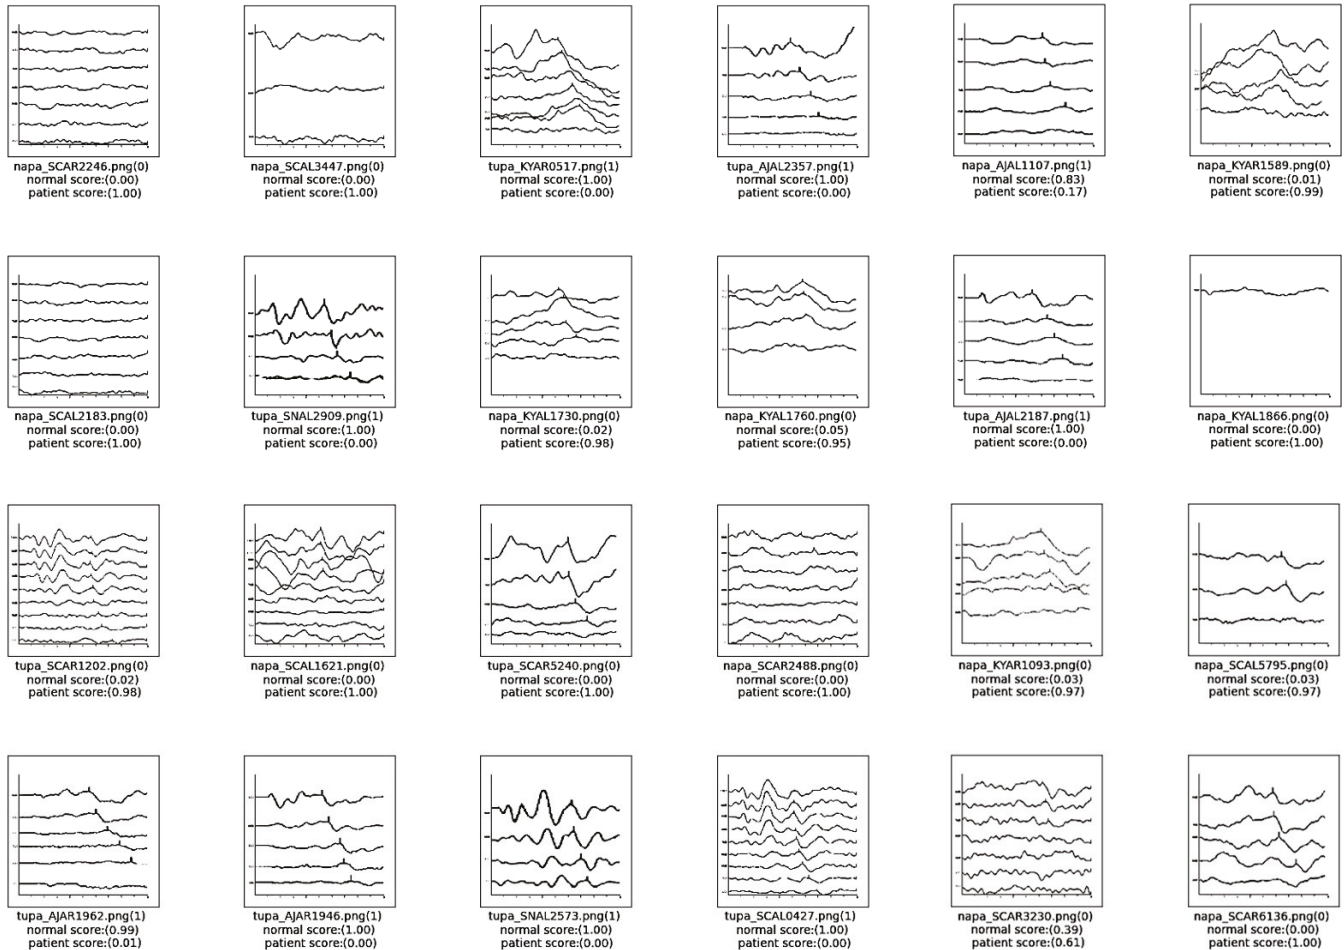 napa_SCAR2246.png(0)
normal score:(0.00)
patient score:(1.00)
napa_SCAL3447.png(0)
normal score:(0.00)
patient score:(1.00)
tupa_KYAR0517.png(1)
normal score:(1.00)
patient score:(0.00)
tupa_AJAL2357.png(1)
normal score:(1.00)
patient score:(0.00)
napa_AJAL1107.png(1)
normal score:(0.83)
patient score:(0.17)
napa_KYAR1589.png(0)
normal score:(0.01)
patient score:(0.99)
napa_SCAL2183.png(0)
normal score:(0.00)
patient score:(1.00)
tupa_SNAL2909.png(1)
normal score:(1.00)
patient score:(0.00)
napa_KYAL1730.png(0)
normal score:(0.02)
patient score:(0.98)
napa_KYAL1760.png(0)
normal score:(0.05)
patient score:(0.95)
tupa_AJAL2187.png(1)
normal score:(1.00)
patient score:(0.00)
napa_KYAL1866.png(0)
normal score:(0.00)
patient score:(1.00)
tupa_SCAR1202.png(0)
normal score:(0.02)
patient score:(0.98)
napa_SCAL1621.png(0)
normal score:(0.00)
patient score:(1.00)
tupa_SCAR5240.png(0)
normal score:(0.00)
patient score:(1.00)
napa_SCAR2488.png(0)
normal score:(0.00)
patient score:(1.00)
napa_KYAR1093.png(0)
normal score:(0.03)
patient score:(0.97)
napa_SCAL5795.png(0)
normal score:(0.03)
patient score:(0.97)
tupa_AJAR1962.png(1)
normal score:(0.99)
patient score:(0.01)
tupa_AJAR1946.png(1)
normal score:(1.00)
patient score:(0.00)
tupa_SNAL2573.png(1)
normal score:(1.00)
patient score:(0.00)
tupa_SCAL0427.png(1)
normal score:(1.00)
patient score:(0.00)
napa_SCAR3230.png(0)
normal score:(0.39)
patient score:(0.61)
napa_SCAR6136.png(0)
normal score:(0.00)
patient score:(1.00)